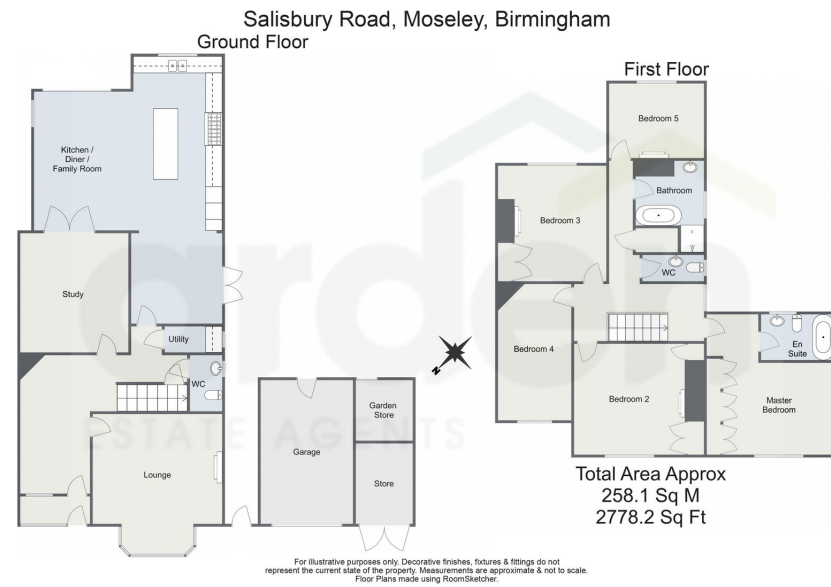 Salisbury Road, Moseley, Birmingham
Ground Floor
First Floor
Kitchen /
Diner /
Family Room
Study
Utility
WC
Lounge
Garage
Garden
Store
Store
Bedroom 5
Bathroom
Bedroom 3
WC
Bedroom 4
Bedroom 2
En
Suite
Master
Bedroom
N
arden
ESTATE AGENTS
Total Area Approx
258.1 Sq M
2778.2 Sq Ft
For illustrative purposes only. Decorative finishes, fixtures & fittings do not
represent the current state of the property. Measurements are approximate & not to scale.
Floor Plans made using RoomSketcher.